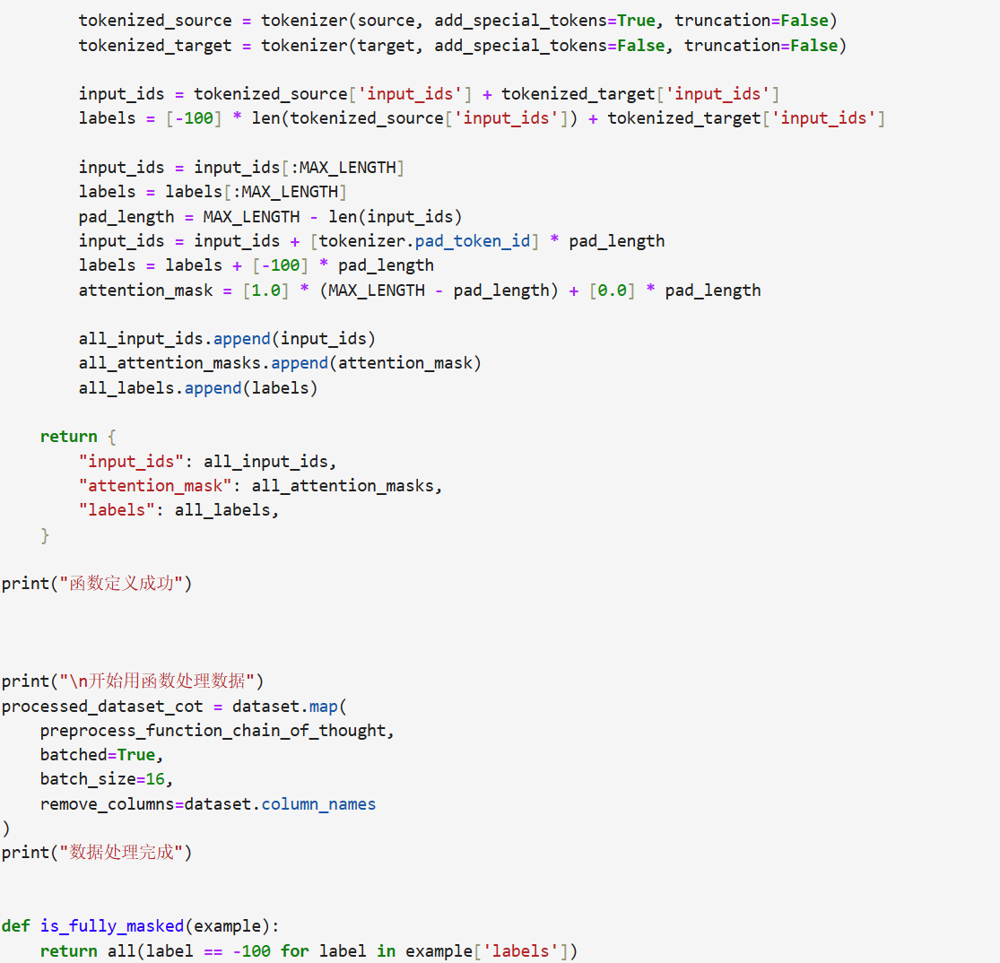 tokenized_source = tokenizer(source, add_special_tokens=True, truncation=False)
        tokenized_target = tokenizer(target, add_special_tokens=False, truncation=False)

        input_ids = tokenized_source['input_ids'] + tokenized_target['input_ids']
        labels = [-100] * len(tokenized_source['input_ids']) + tokenized_target['input_ids']

        input_ids = input_ids[:MAX_LENGTH]
        labels = labels[:MAX_LENGTH]
        pad_length = MAX_LENGTH - len(input_ids)
        input_ids = input_ids + [tokenizer.pad_token_id] * pad_length
        labels = labels + [-100] * pad_length
        attention_mask = [1.0] * (MAX_LENGTH - pad_length) + [0.0] * pad_length

        all_input_ids.append(input_ids)
        all_attention_masks.append(attention_mask)
        all_labels.append(labels)

    return {
        "input_ids": all_input_ids,
        "attention_mask": all_attention_masks,
        "labels": all_labels,
    }

print("函数定义成功")

print("\n开始用函数处理数据")
processed_dataset_cot = dataset.map(
    preprocess_function_chain_of_thought,
    batched=True,
    batch_size=16,
    remove_columns=dataset.column_names
)
print("数据处理完成")

def is_fully_masked(example):
    return all(label == -100 for label in example['labels'])